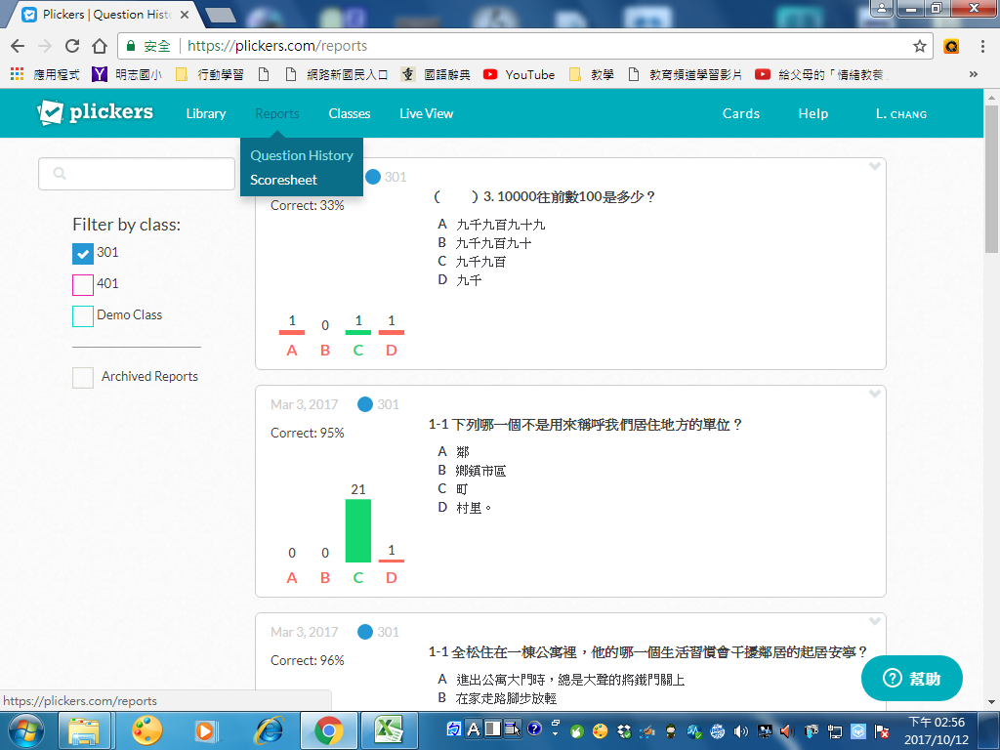 Plickers | Question Histo
安全 | https://plickers.com/reports
應用程式 明志國小 行動學習 網路新國民入口 國語辭典 YouTube 教學 教育頻道學習影片 給父母的「情緒教養 »
plickers Library Reports Classes Live View Cards Help L. CHANG
Question History
Scoresheet
Filter by class:
301
401
Demo Class
Archived Reports
301
Correct: 33%
( ) 3. 10000往前數100是多少？
A 九千九百九十九
B 九千九百九十
C 九千九百
D 九千
1 0 1 1
A B C D
Mar 3, 2017 301
Correct: 95%
1-1 下列哪一個不是用來稱呼我們居住地方的單位？
A 鄰
B 鄉鎮市區
C 町
D 村里。
21
0 0 1
A B C D
Mar 3, 2017 301
Correct: 96%
1-1 全松住在一棟公寓裡，他的哪一個生活習慣會干擾鄰居的起居安寧？
A 進出公寓大門時，總是大聲的將鐵門關上
B 在家走路腳步放輕
幫助
https://plickers.com/reports
下午 02:56
2017/10/12